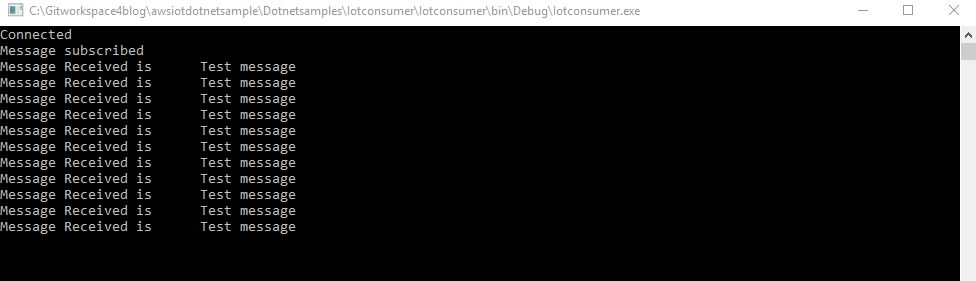 C:\Gitworkspace4blog\awsiotdotnetsample\Dotnetsamples\Iotconsumer\Iotconsumer\bin\Debug\Iotconsumer.exe
Connected
Message subscribed
Message Received is      Test message
Message Received is      Test message
Message Received is      Test message
Message Received is      Test message
Message Received is      Test message
Message Received is      Test message
Message Received is      Test message
Message Received is      Test message
Message Received is      Test message
Message Received is      Test message
Message Received is      Test message